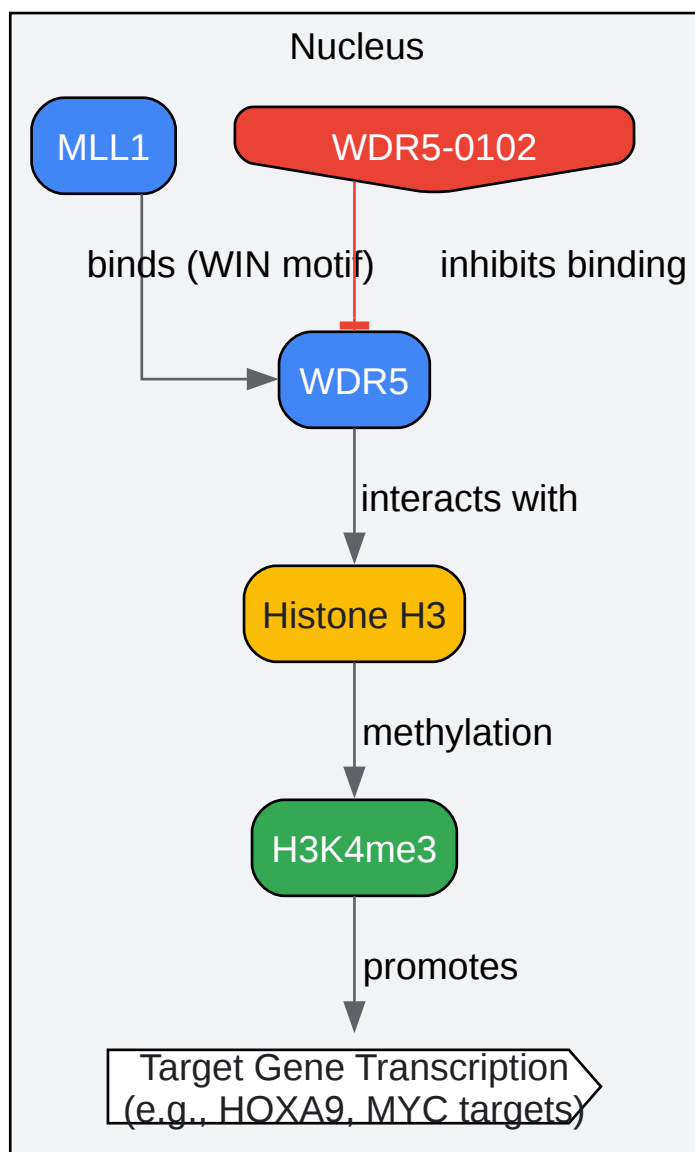 Nucleus
MLL1
WDR5-0102
binds (WIN motif)
inhibits binding
WDR5
interacts with
Histone H3
methylation
H3K4me3
promotes
Target Gene Transcription
(e.g., HOXA9, MYC targets)